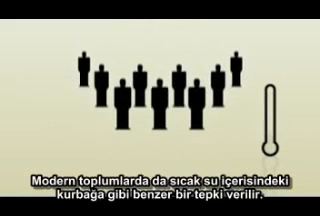 Modern toplumlarda da sıcak su içerisindeki
kurbağa gibi benzer bir tepki verilir.